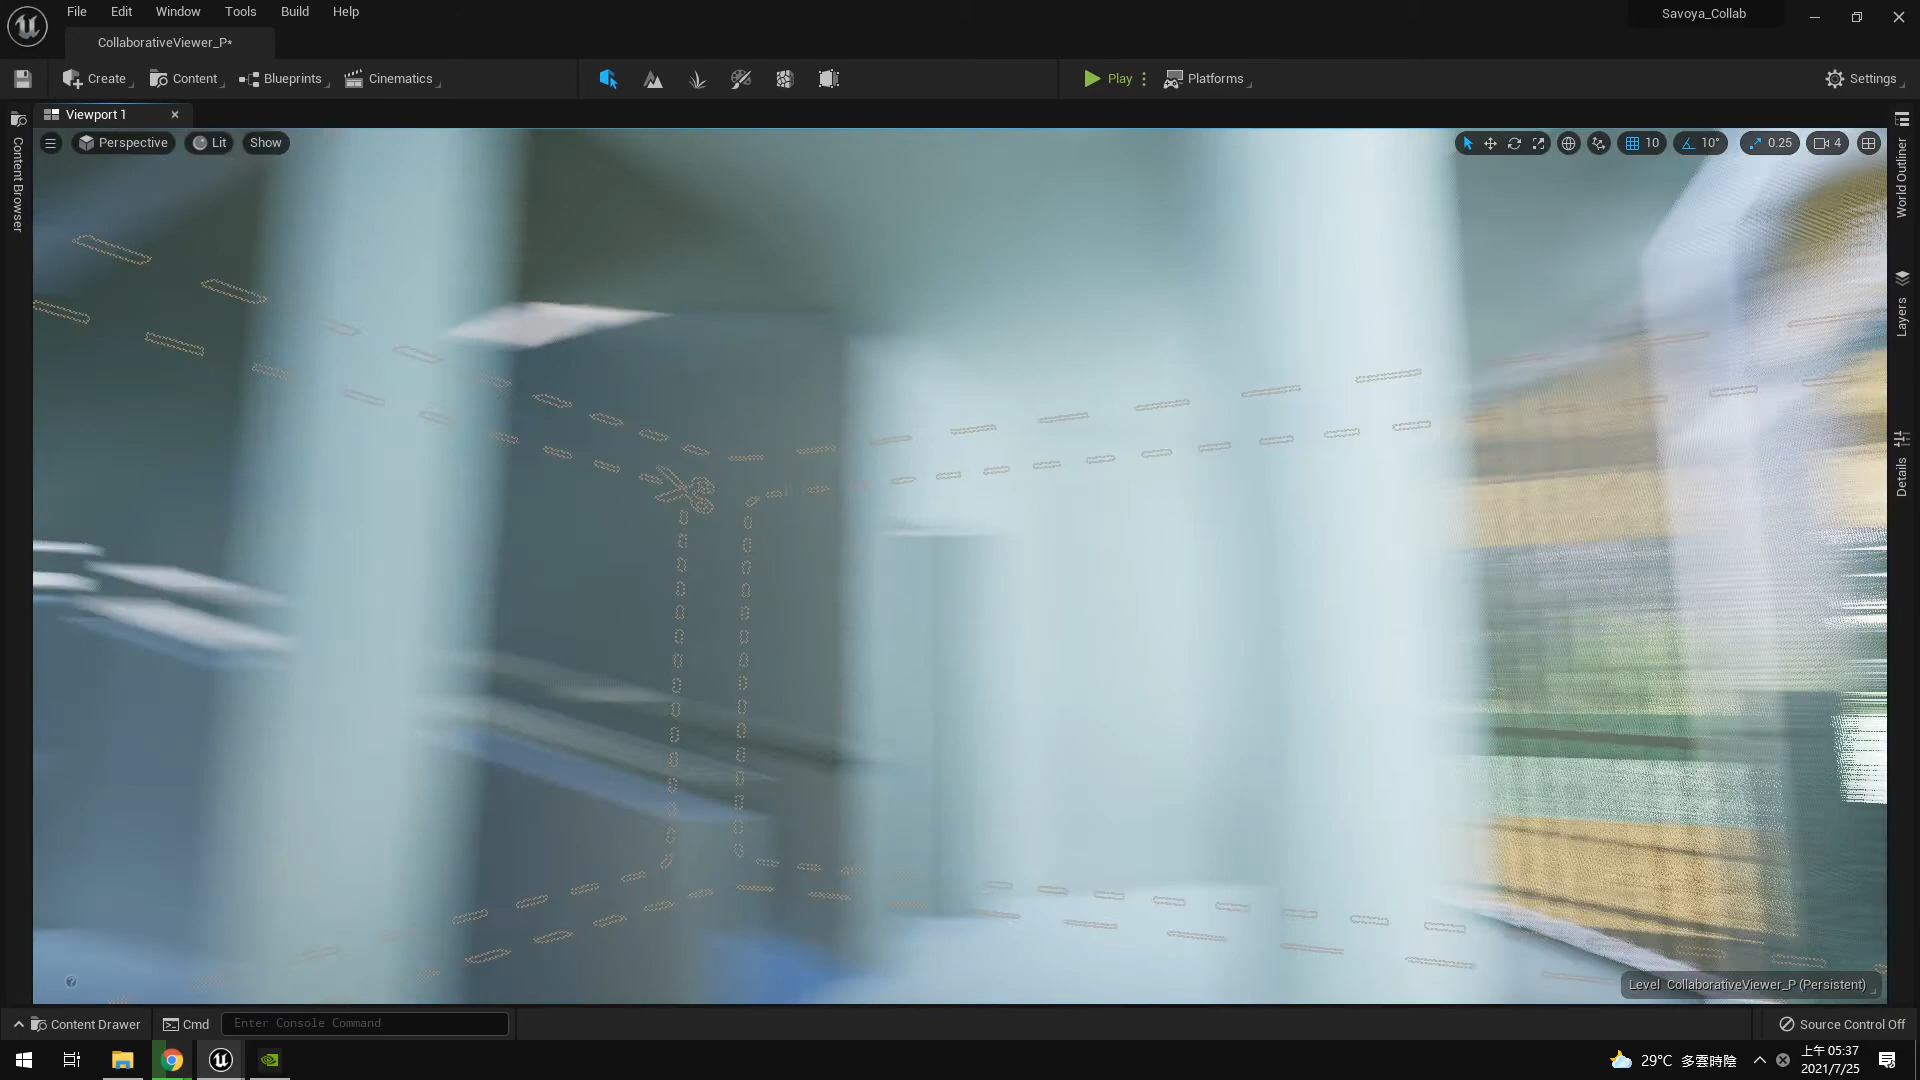 File Edit Window Tools Build Help
Savoya_Collab
CollaborativeViewer_P*
Create Content Blueprints Cinematics Play Platforms Settings
Viewport 1
Perspective Lit Show 10 10° 0.25 4
Content Browser
World Outliner
Layers
Details
Level CollaborativeViewer_P (Persistent)
Content Drawer Cmd Enter Console Command Source Control Off
29°C 多雲時陰 上午 05:37
2021/7/25